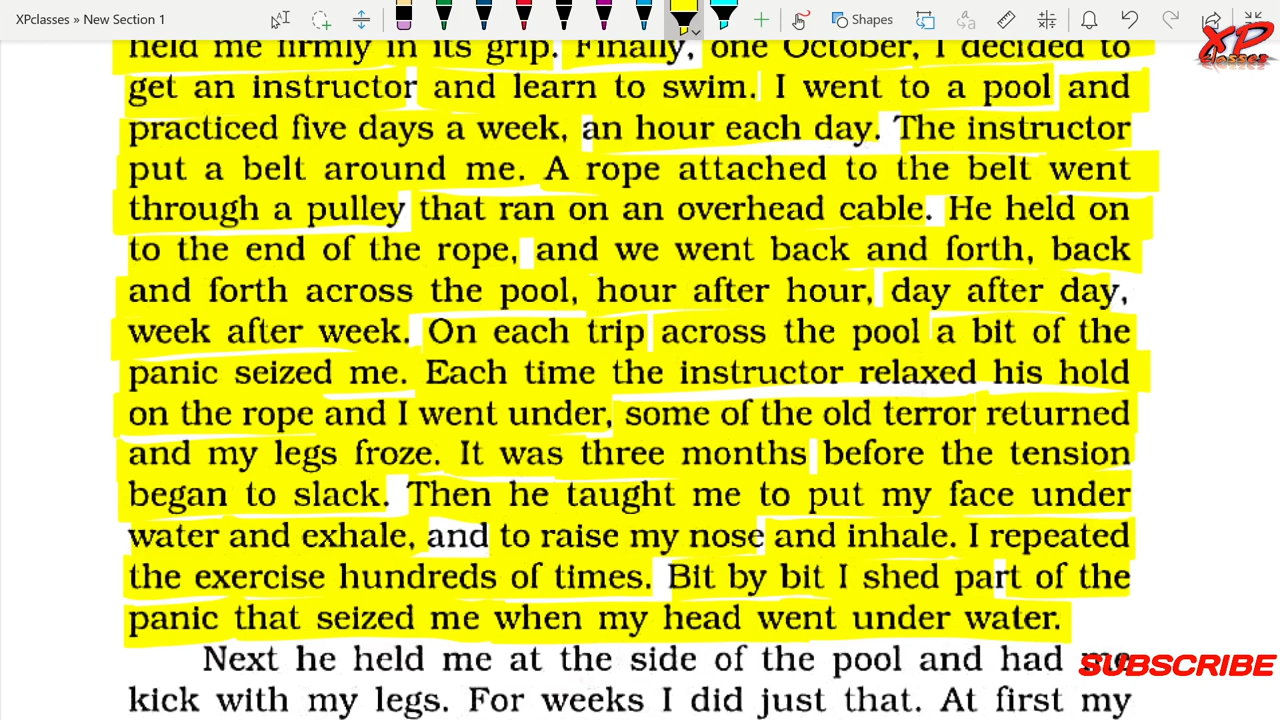 XPclasses » New Section 1
Shapes
XP
Classes
held me firmly in its grip. Finally, one October, I decided to
get an instructor and learn to swim. I went to a pool and
practiced five days a week, an hour each day. The instructor
put a belt around me. A rope attached to the belt went
through a pulley that ran on an overhead cable. He held on
to the end of the rope, and we went back and forth, back
and forth across the pool, hour after hour, day after day,
week after week. On each trip across the pool a bit of the
panic seized me. Each time the instructor relaxed his hold
on the rope and I went under, some of the old terror returned
and my legs froze. It was three months before the tension
began to slack. Then he taught me to put my face under
water and exhale, and to raise my nose and inhale. I repeated
the exercise hundreds of times. Bit by bit I shed part of the
panic that seized me when my head went under water.
Next he held me at the side of the pool and had me
SUBSCRIBE
kick with my legs. For weeks I did just that. At first my